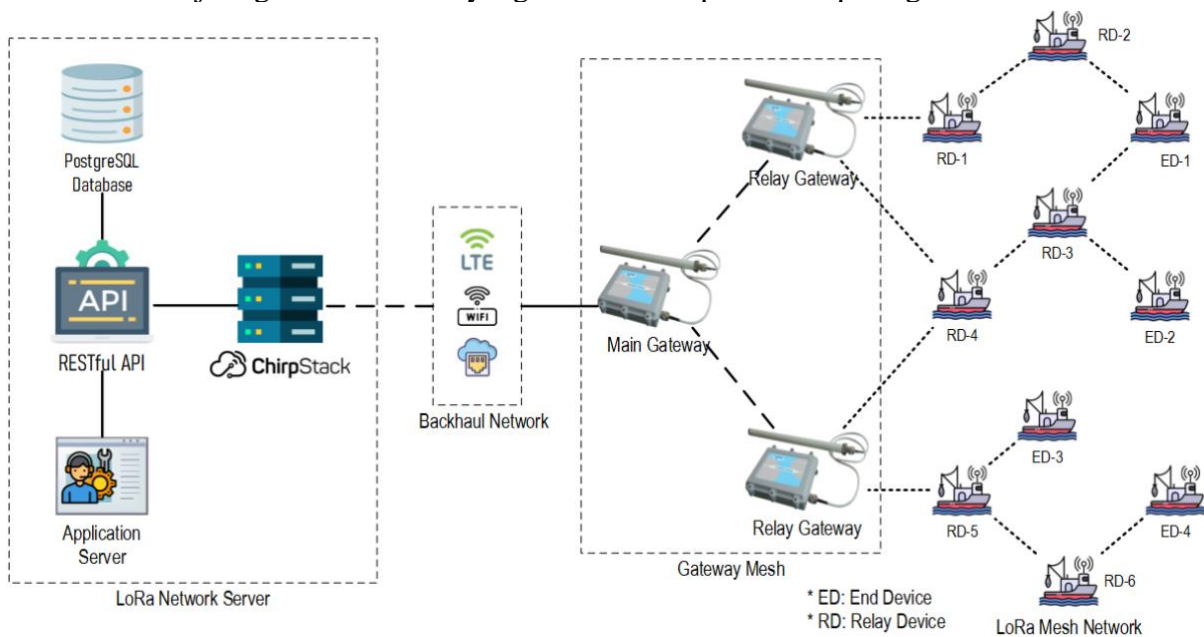 PostgreSQL
Database
API
RESTful API
ChirpStack
Application
Server
LoRa Network Server
LTE
WIFI
Backhaul Network
Main Gateway
Relay Gateway
Relay Gateway
Gateway Mesh
RD-1
RD-2
ED-1
RD-3
RD-4
ED-2
ED-3
RD-5
ED-4
RD-6
* ED: End Device
* RD: Relay Device
LoRa Mesh Network